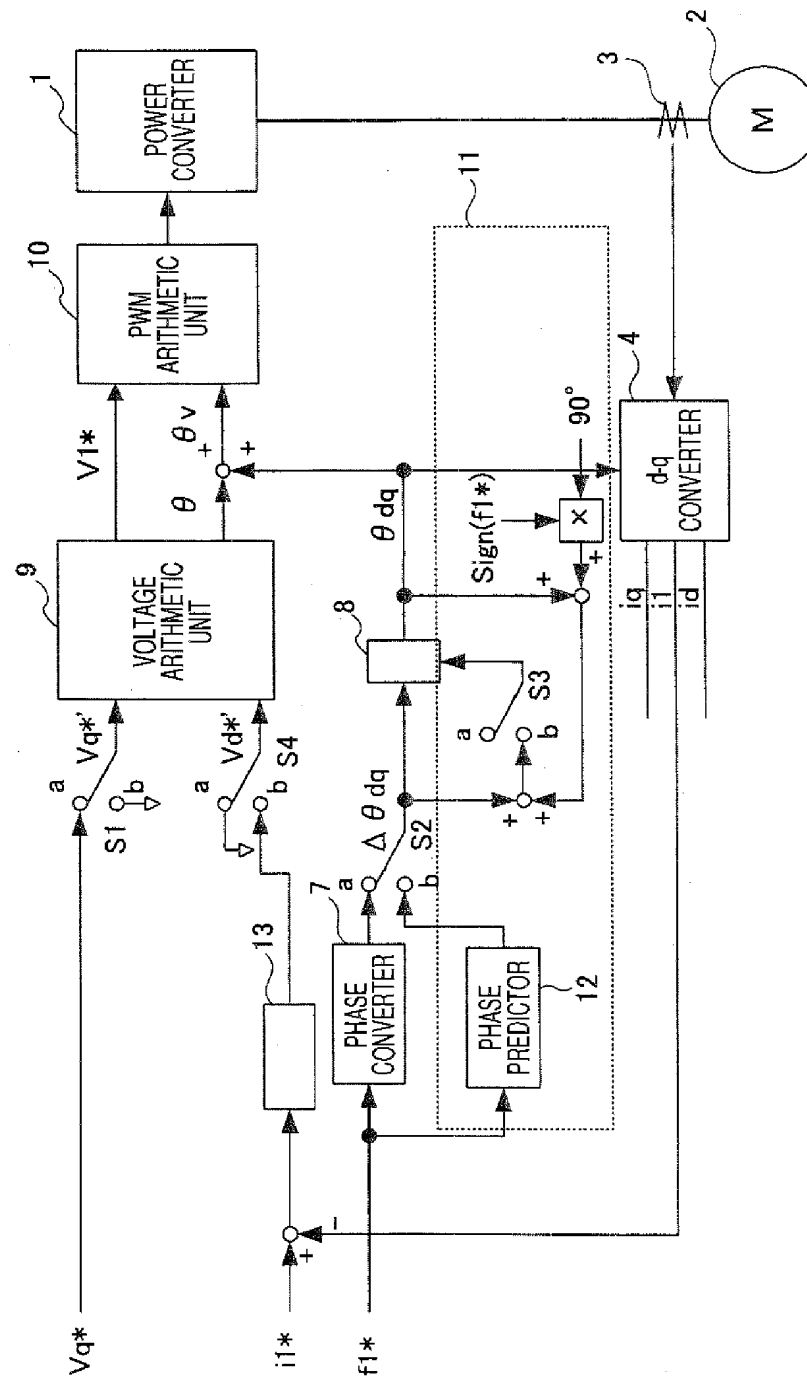 Vq*
i1*
f1*
a
b
S1
Vq*'
9
VOLTAGE
ARITHMETIC
UNIT
V1*
θ
θv
+
+
10
PWM
ARITHMETIC
UNIT
1
POWER
CONVERTER
a
b
S4
Vd*'
13
+
-
7
PHASE
CONVERTER
a
b
S2
Δθdq
8
θdq
PHASE
PREDICTOR
12
a
b
S3
+
+
+
+
Sign(f1*)
×
90°
11
3
2
M
4
d-q
CONVERTER
iq
i1
id